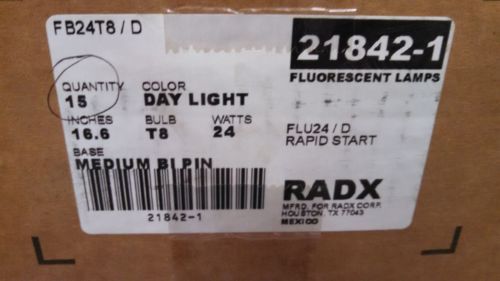 FB24T8 / D
21842-1
FLUORESCENT LAMPS
QUANTITY COLOR
15 DAY LIGHT
INCHES BULB WATTS
16.6 T8 24
FLU24 / D
RAPID START
BASE
MEDIUM BI PIN
21842-1
RADX
MFRD. FOR RADX CORP.
HOUSTON, TX 77043
MEXICO